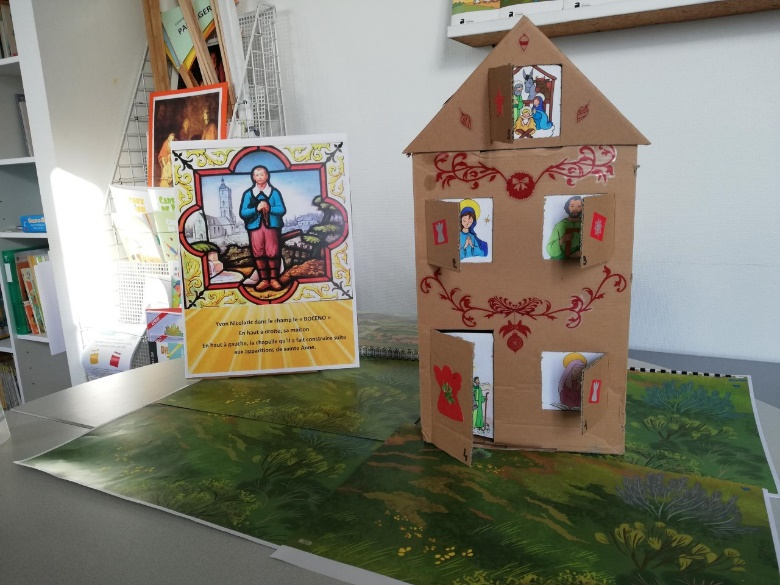 PARTAGER
Yvon Nicolazic dans le champ le « BOCENO »
En haut à droite, sa maison
En haut à gauche, la chapelle qu'il a fait construire suite
aux apparitions de sainte Anne.